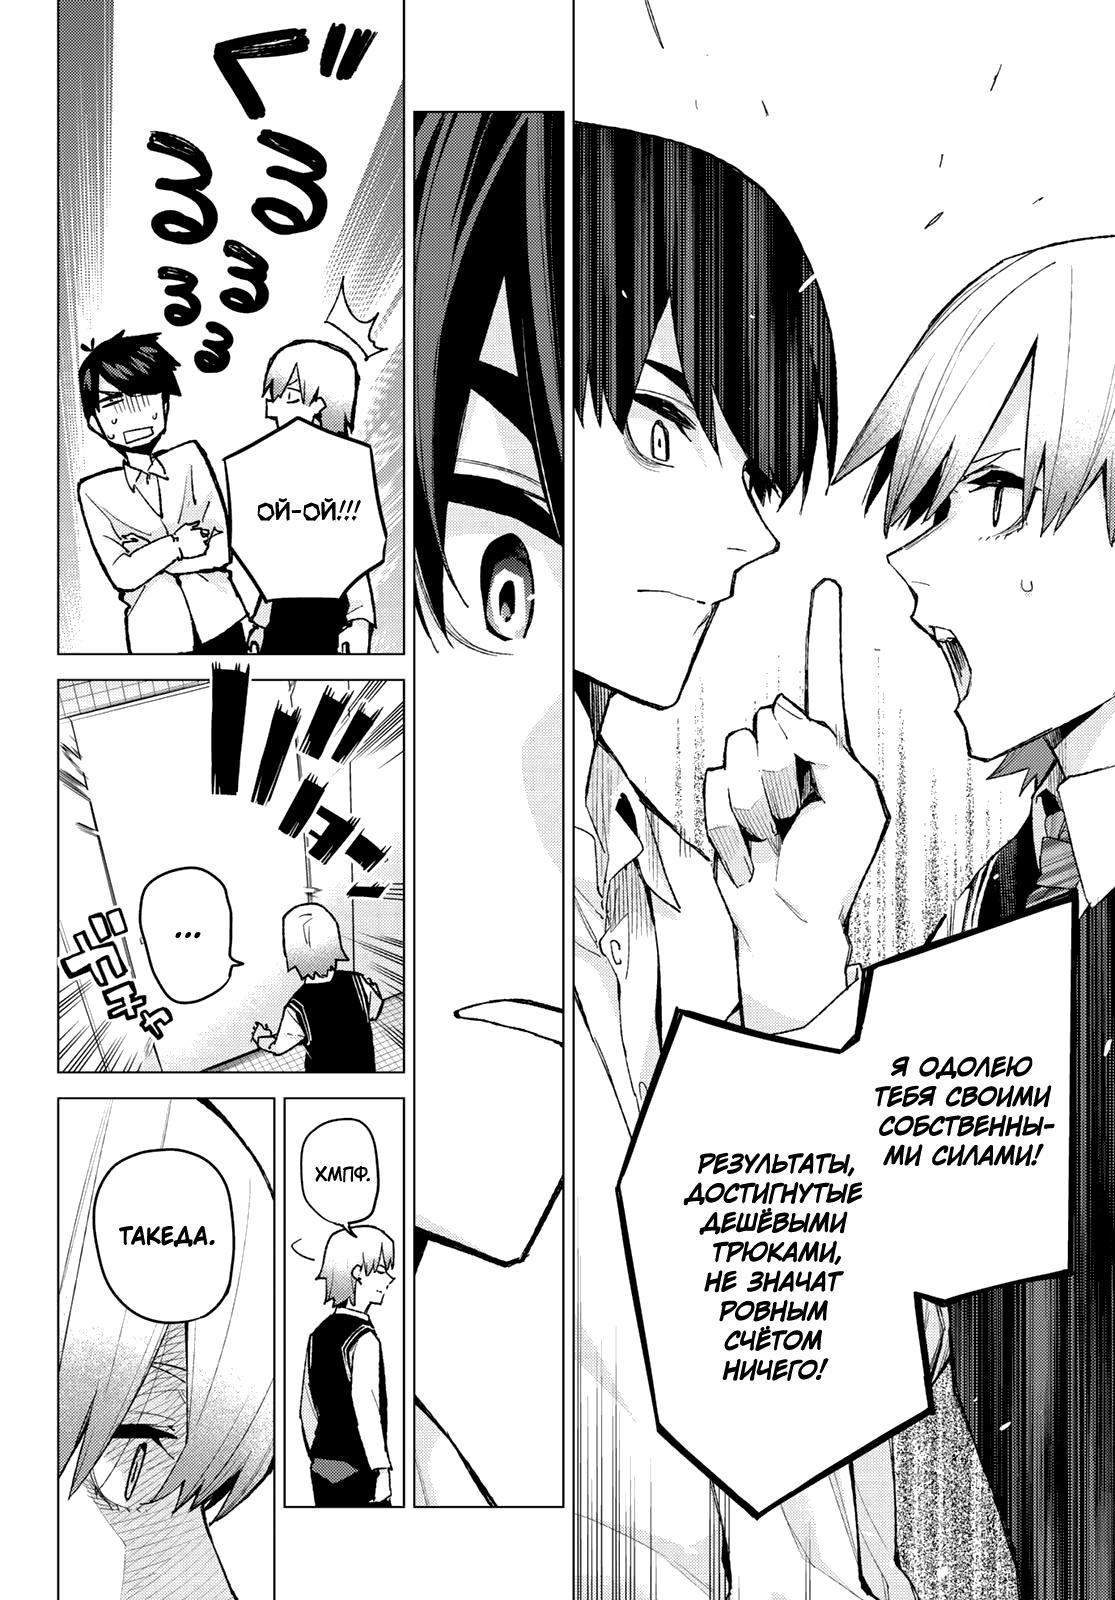 Я ОДОЛЕЮ
ТЕБЯ СВОИМИ
СОБСТВЕННЫ-
МИ СИЛАМИ!
РЕЗУЛЬТАТЫ,
ДОСТИГНУТЫЕ
ДЕШЁВЫМИ
ТРЮКАМИ,
НЕ ЗНАЧАТ
РОВНЫМ
СЧЁТОМ
НИЧЕГО!
ОЙ-ОЙ!!!
...
ХМПФ.
ТАКЕДА.